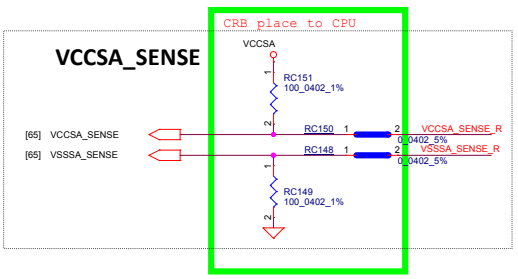 CRB place to CPU
VCCSA
VCCSA_SENSE
1
RC151
100_0402_1%
2
[65] VCCSA_SENSE
RC150 1 2 VCCSA_SENSE_R
0_0402_5%
[65] VSSSA_SENSE
RC148 1 2 VSSSA_SENSE_R
0_0402_5%
1
RC149
100_0402_1%
2